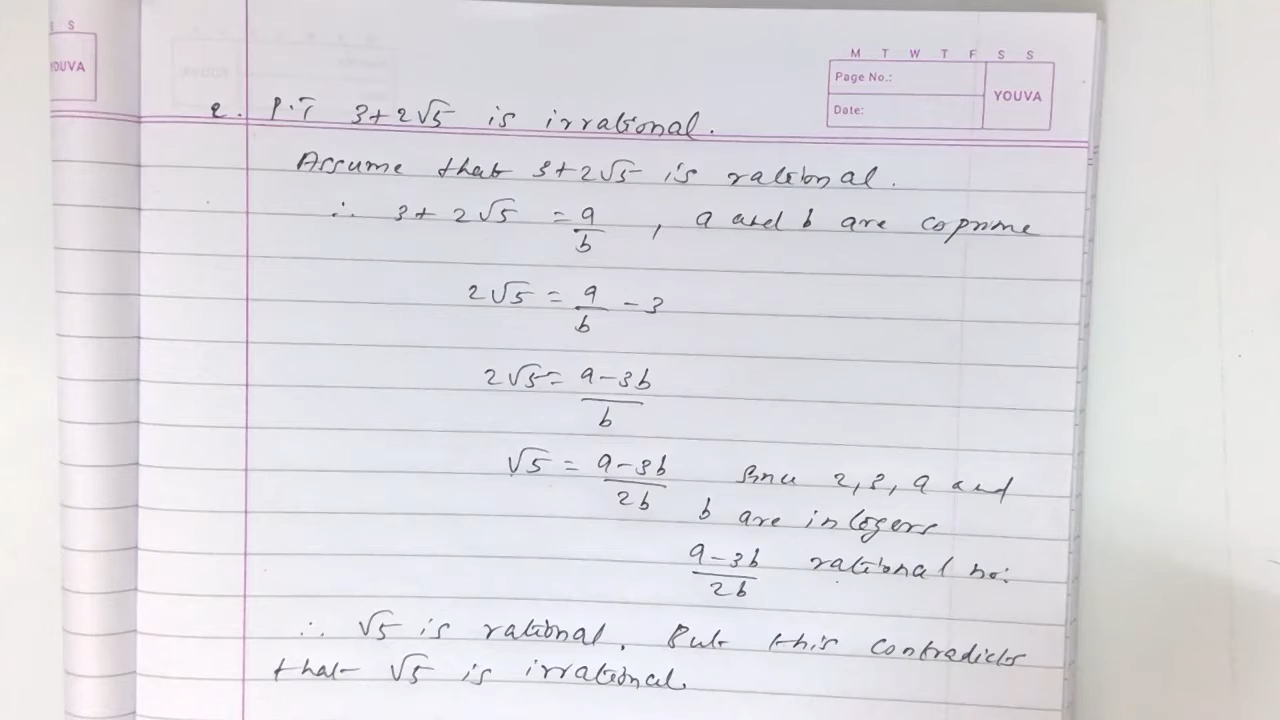 S
YOUVA
M T W T F S S
Page No.:
YOUVA
Date:
2. P.T 3+2√5 is irrational.
Assume that 3+2√5 is rational.
∴ 3+2√5 = a/b , a and b are coprime
2√5 = a/b - 3
2√5 = a-3b/b
√5 = a-3b/2b Since 2, 3, a and
b are integers
a-3b/2b rational no:
∴ √5 is rational. But this contradicts
that √5 is irrational.